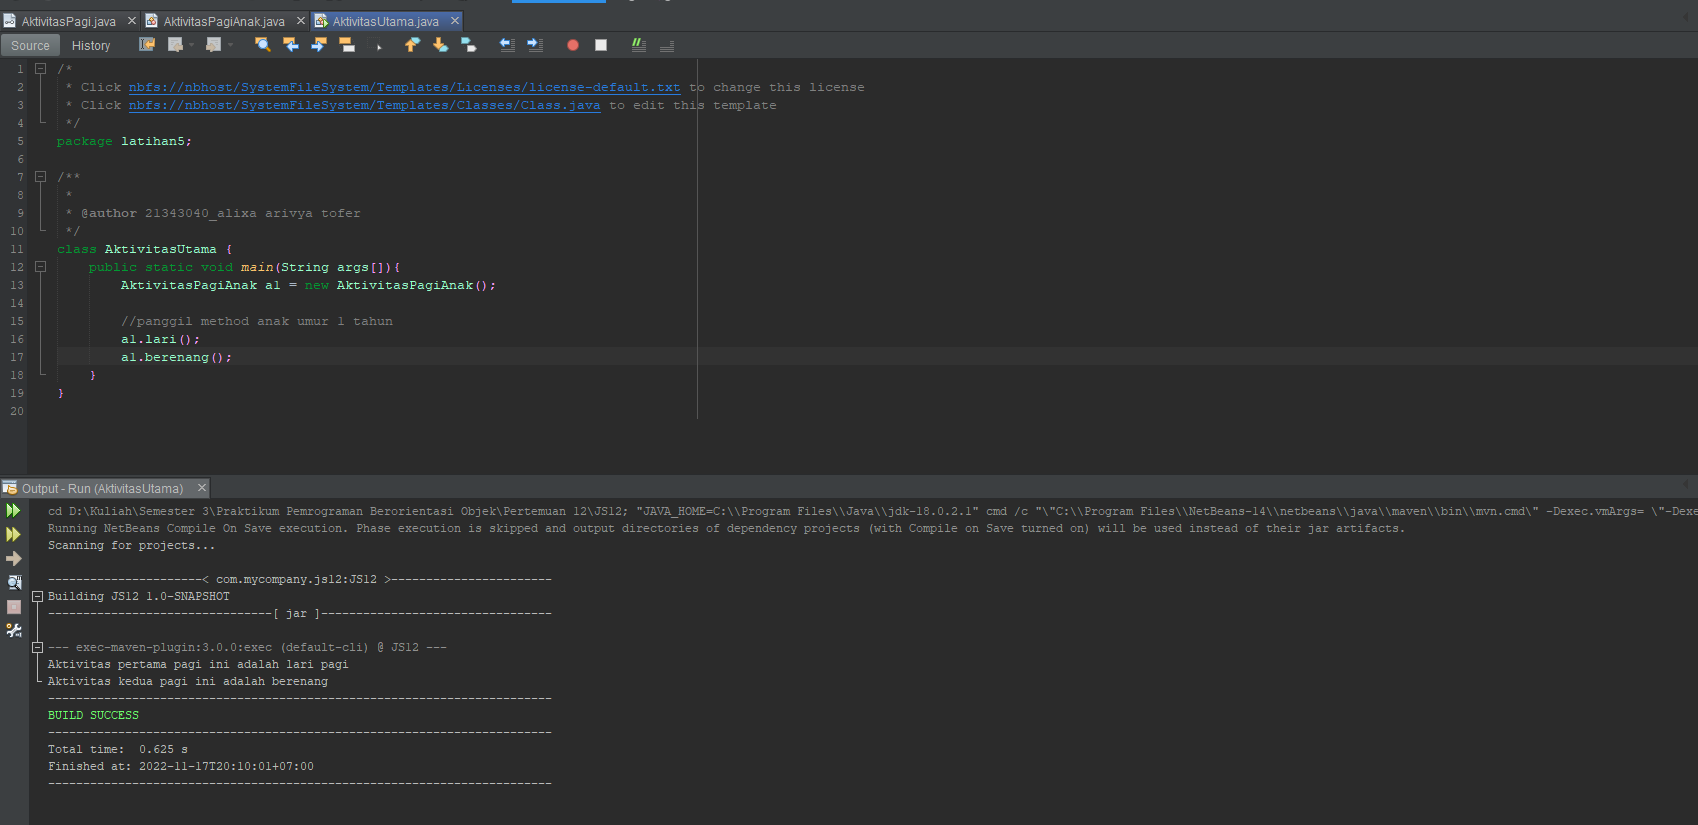 AktivitasPagi.java
AktivitasPagiAnak.java
AktivitasUtama.java
Source
History
1 /*
2 * Click nbfs://nbhost/SystemFileSystem/Templates/Licenses/license-default.txt to change this license
3 * Click nbfs://nbhost/SystemFileSystem/Templates/Classes/Class.java to edit this template
4 */
5 package latihan5;
6
7 /**
8 *
9 * @author 21343040_alixa arivya tofer
10 */
11 class AktivitasUtama {
12 public static void main(String args[]){
13 AktivitasPagiAnak al = new AktivitasPagiAnak();
14
15 //panggil method anak umur 1 tahun
16 al.lari();
17 al.berenang();
18 }
19 }
20
Output - Run (AktivitasUtama)
cd D:\Kuliah\Semester 3\Praktikum Pemrograman Berorientasi Objek\Pertemuan 12\JS12; "JAVA_HOME=C:\\Program Files\\Java\\jdk-18.0.2.1" cmd /c "\"C:\\Program Files\\NetBeans-14\\netbeans\\java\\maven\\bin\\mvn.cmd\" -Dexec.vmArgs= \"-Dexe
Running NetBeans Compile On Save execution. Phase execution is skipped and output directories of dependency projects (with Compile on Save turned on) will be used instead of their jar artifacts.
Scanning for projects...
----------------------< com.mycompany.js12:JS12 >-----------------------
Building JS12 1.0-SNAPSHOT
--------------------------------[ jar ]---------------------------------
--- exec-maven-plugin:3.0.0:exec (default-cli) @ JS12 ---
Aktivitas pertama pagi ini adalah lari pagi
Aktivitas kedua pagi ini adalah berenang
------------------------------------------------------------------------
BUILD SUCCESS
------------------------------------------------------------------------
Total time:  0.625 s
Finished at: 2022-11-17T20:10:01+07:00
------------------------------------------------------------------------